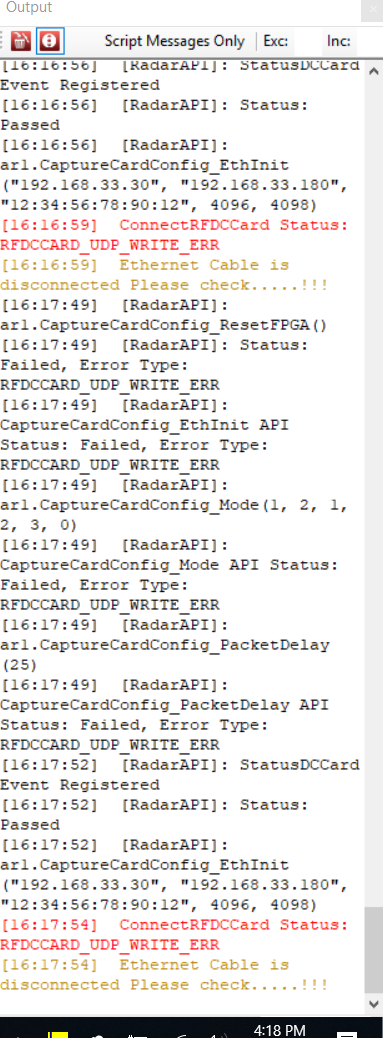 Output
Script Messages Only Exc: Inc:
[16:16:56] [RadarAPI]: StatusDCCard
Event Registered
[16:16:56] [RadarAPI]: Status:
Passed
[16:16:56] [RadarAPI]:
ar1.CaptureCardConfig_EthInit
("192.168.33.30", "192.168.33.180",
"12:34:56:78:90:12", 4096, 4098)
[16:16:59] ConnectRFDCCard Status:
RFDCCARD_UDP_WRITE_ERR
[16:16:59] Ethernet Cable is
disconnected Please check.....!!!
[16:17:49] [RadarAPI]:
ar1.CaptureCardConfig_ResetFPGA()
[16:17:49] [RadarAPI]: Status:
Failed, Error Type:
RFDCCARD_UDP_WRITE_ERR
[16:17:49] [RadarAPI]:
CaptureCardConfig_EthInit API
Status: Failed, Error Type:
RFDCCARD_UDP_WRITE_ERR
[16:17:49] [RadarAPI]:
ar1.CaptureCardConfig_Mode(1, 2, 1,
2, 3, 0)
[16:17:49] [RadarAPI]:
CaptureCardConfig_Mode API Status:
Failed, Error Type:
RFDCCARD_UDP_WRITE_ERR
[16:17:49] [RadarAPI]:
ar1.CaptureCardConfig_PacketDelay
(25)
[16:17:49] [RadarAPI]:
CaptureCardConfig_PacketDelay API
Status: Failed, Error Type:
RFDCCARD_UDP_WRITE_ERR
[16:17:52] [RadarAPI]: StatusDCCard
Event Registered
[16:17:52] [RadarAPI]: Status:
Passed
[16:17:52] [RadarAPI]:
ar1.CaptureCardConfig_EthInit
("192.168.33.30", "192.168.33.180",
"12:34:56:78:90:12", 4096, 4098)
[16:17:54] ConnectRFDCCard Status:
RFDCCARD_UDP_WRITE_ERR
[16:17:54] Ethernet Cable is
disconnected Please check.....!!!
4:18 PM